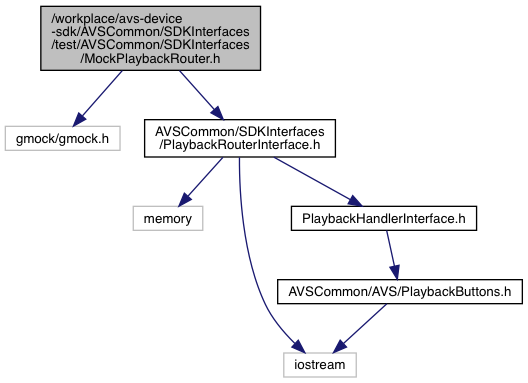 /workplace/avs-device
-sdk/AVSCommon/SDKInterfaces
/test/AVSCommon/SDKInterfaces
/MockPlaybackRouter.h
gmock/gmock.h
AVSCommon/SDKInterfaces
/PlaybackRouterInterface.h
memory
PlaybackHandlerInterface.h
AVSCommon/AVS/PlaybackButtons.h
iostream